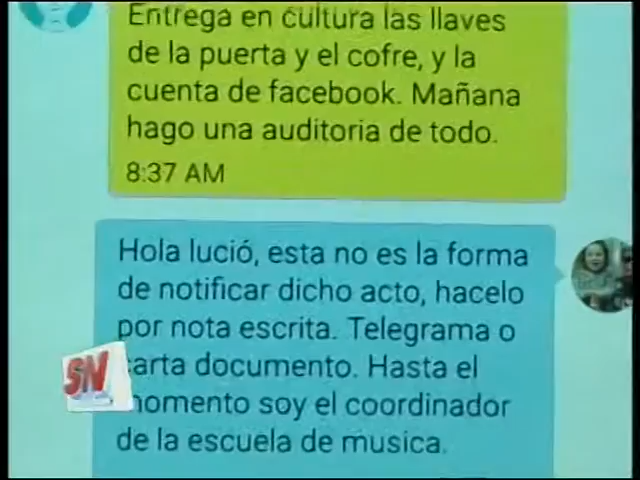 Entrega en cultura las llaves
de la puerta y el cofre, y la
cuenta de facebook. Mañana
hago una auditoria de todo.
8:37 AM
Hola lució, esta no es la forma
de notificar dicho acto, hacelo
por nota escrita. Telegrama o
carta documento. Hasta el
momento soy el coordinador
de la escuela de musica.
SN